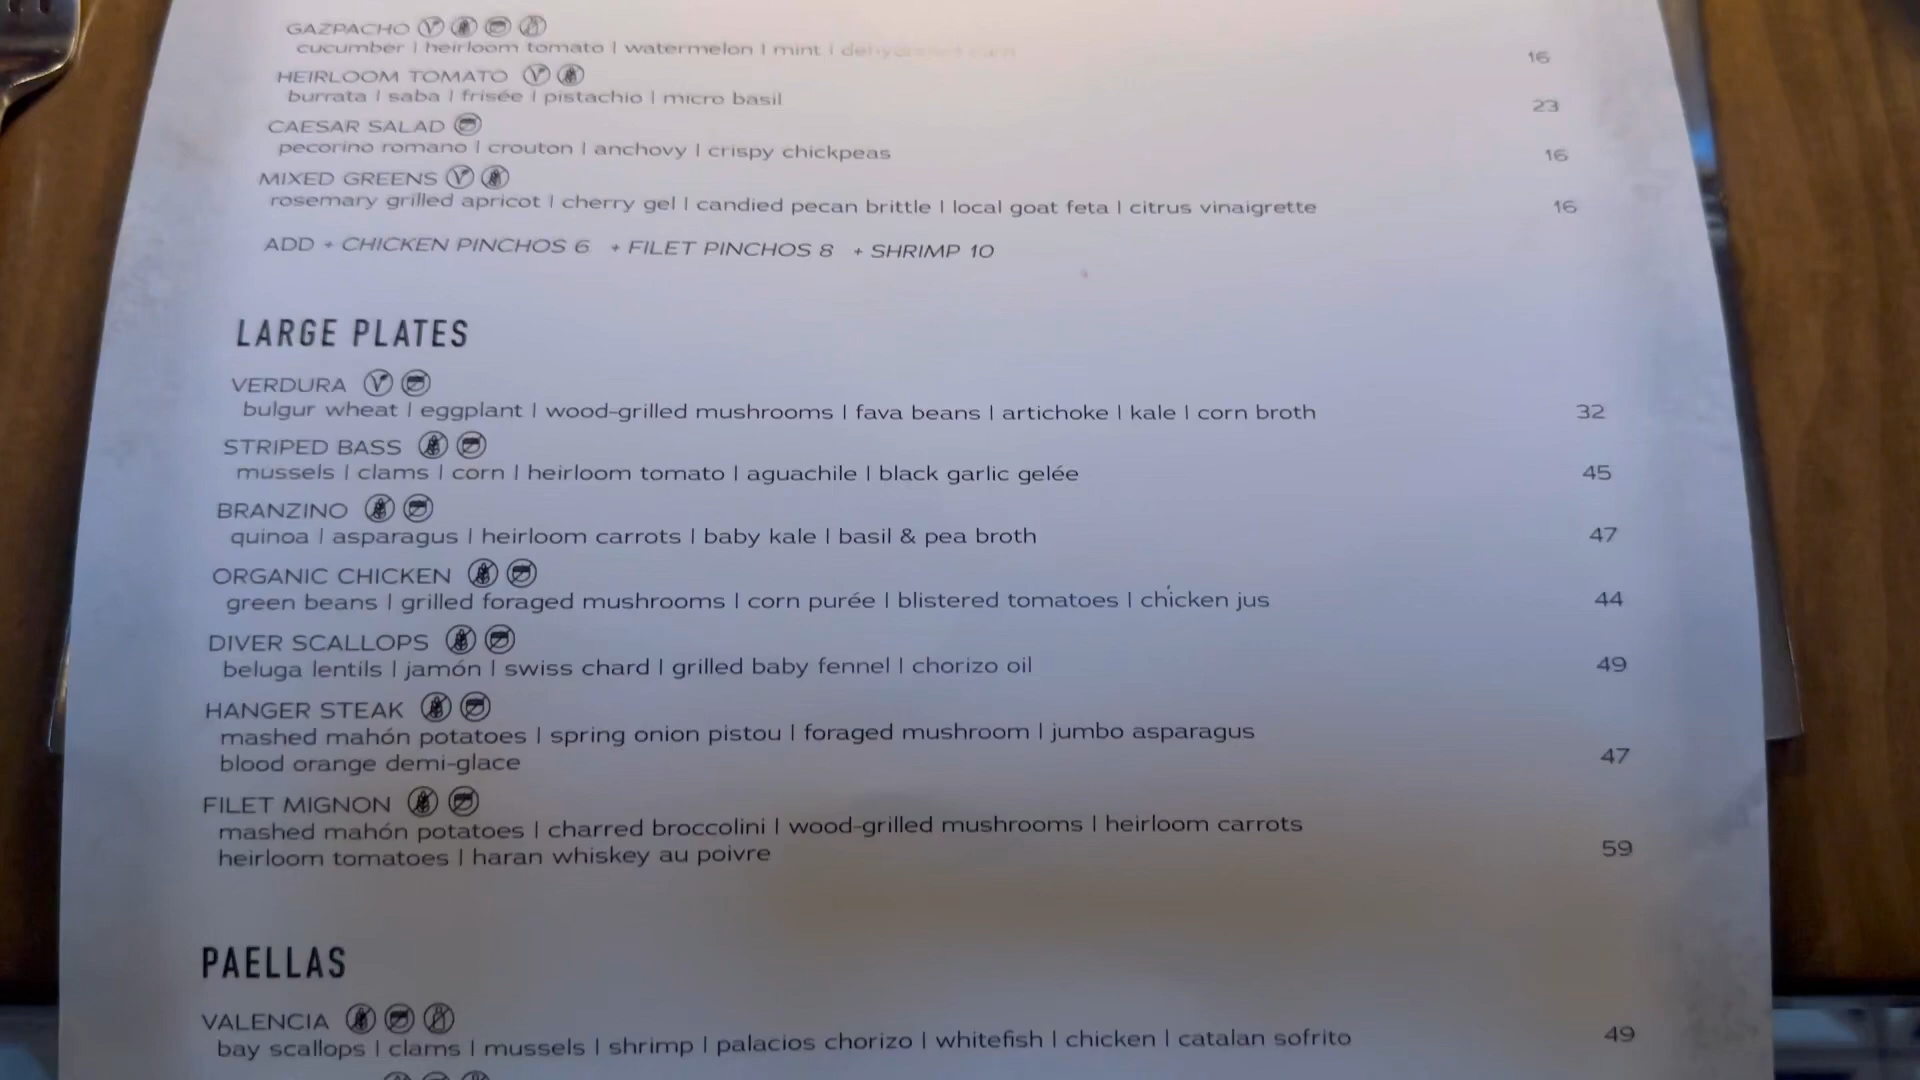 GAZPACHO
cucumber | heirloom tomato | watermelon | mint |
16
HEIRLOOM TOMATO
burrata | saba | frisée | pistachio | micro basil
23
CAESAR SALAD
pecorino romano | crouton | anchovy | crispy chickpeas
16
MIXED GREENS
rosemary grilled apricot | cherry gel | candied pecan brittle | local goat feta | citrus vinaigrette
16
ADD + CHICKEN PINCHOS 6 + FILET PINCHOS 8 + SHRIMP 10
LARGE PLATES
VERDURA
bulgur wheat | eggplant | wood-grilled mushrooms | fava beans | artichoke | kale | corn broth
32
STRIPED BASS
mussels | clams | corn | heirloom tomato | aguachile | black garlic gelée
45
BRANZINO
quinoa | asparagus | heirloom carrots | baby kale | basil & pea broth
47
ORGANIC CHICKEN
green beans | grilled foraged mushrooms | corn purée | blistered tomatoes | chicken jus
44
DIVER SCALLOPS
beluga lentils | jamón | swiss chard | grilled baby fennel | chorizo oil
49
HANGER STEAK
mashed mahón potatoes | spring onion pistou | foraged mushroom | jumbo asparagus
blood orange demi-glace
47
FILET MIGNON
mashed mahón potatoes | charred broccolini | wood-grilled mushrooms | heirloom carrots
heirloom tomatoes | haran whiskey au poivre
59
PAELLAS
VALENCIA
bay scallops | clams | mussels | shrimp | palacios chorizo | whitefish | chicken | catalan sofrito
49